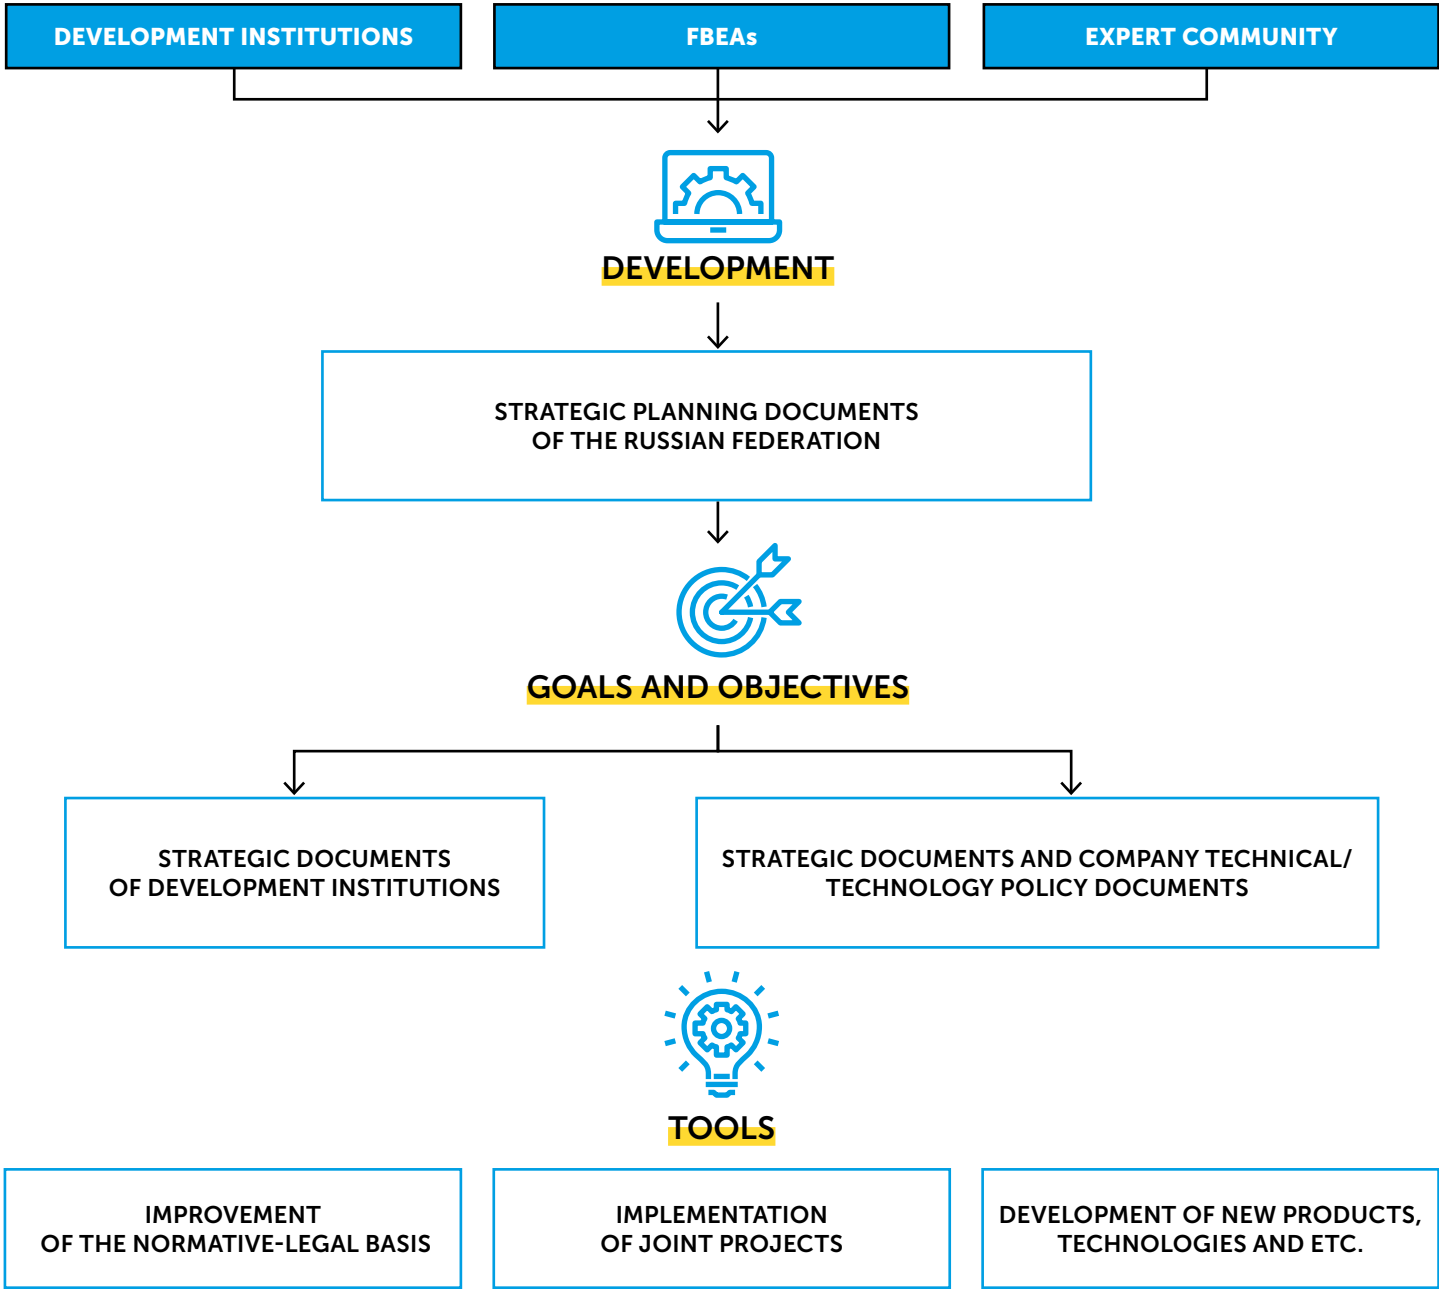 DEVELOPMENT INSTITUTIONS
FBEAs
EXPERT COMMUNITY
DEVELOPMENT
STRATEGIC PLANNING DOCUMENTS
OF THE RUSSIAN FEDERATION
GOALS AND OBJECTIVES
STRATEGIC DOCUMENTS
OF DEVELOPMENT INSTITUTIONS
STRATEGIC DOCUMENTS AND COMPANY TECHNICAL/
TECHNOLOGY POLICY DOCUMENTS
TOOLS
IMPROVEMENT
OF THE NORMATIVE-LEGAL BASIS
IMPLEMENTATION
OF JOINT PROJECTS
DEVELOPMENT OF NEW PRODUCTS,
TECHNOLOGIES AND ETC.